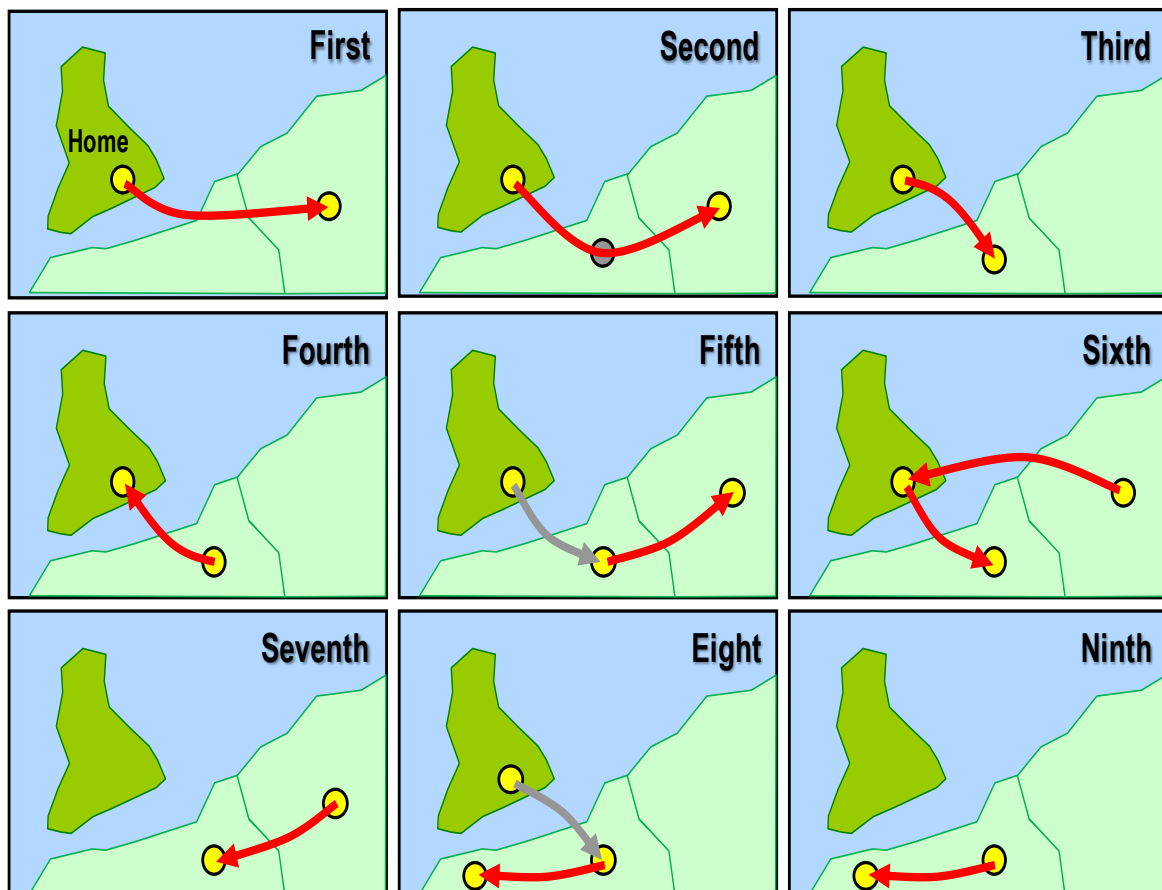 First
Second
Third
Home
Fourth
Fifth
Sixth
Seventh
Eight
Ninth